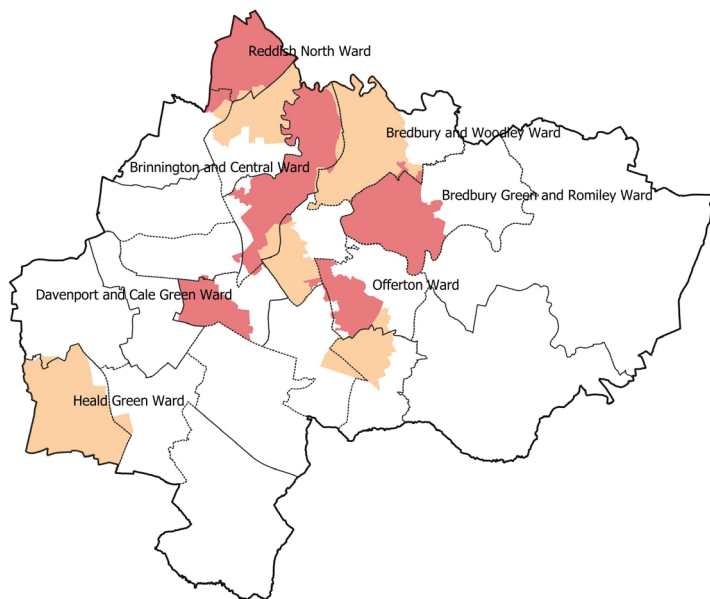 Reddish North Ward
Bredbury and Woodley Ward
Brinnington and Central Ward
Bredbury Green and Romiley Ward
Offerton Ward
Davenport and Cale Green Ward
Heald Green Ward